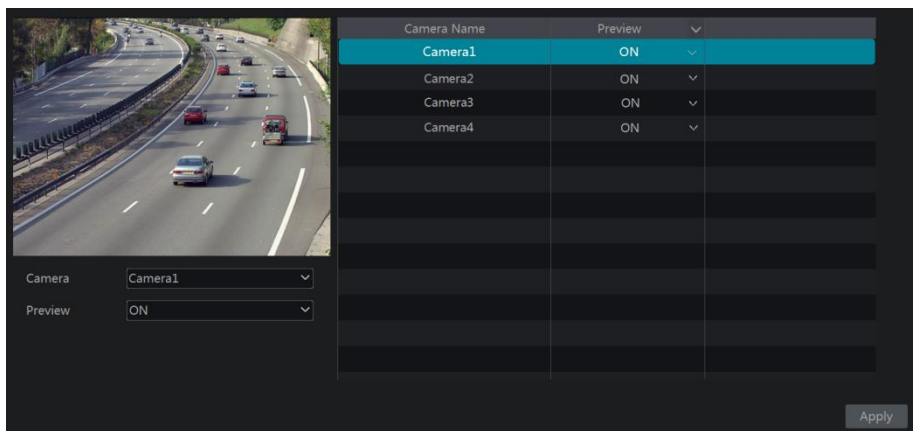 Camera Name Preview
Camera1 ON
Camera2 ON
Camera3 ON
Camera4 ON
Camera Camera1
Preview ON
Apply